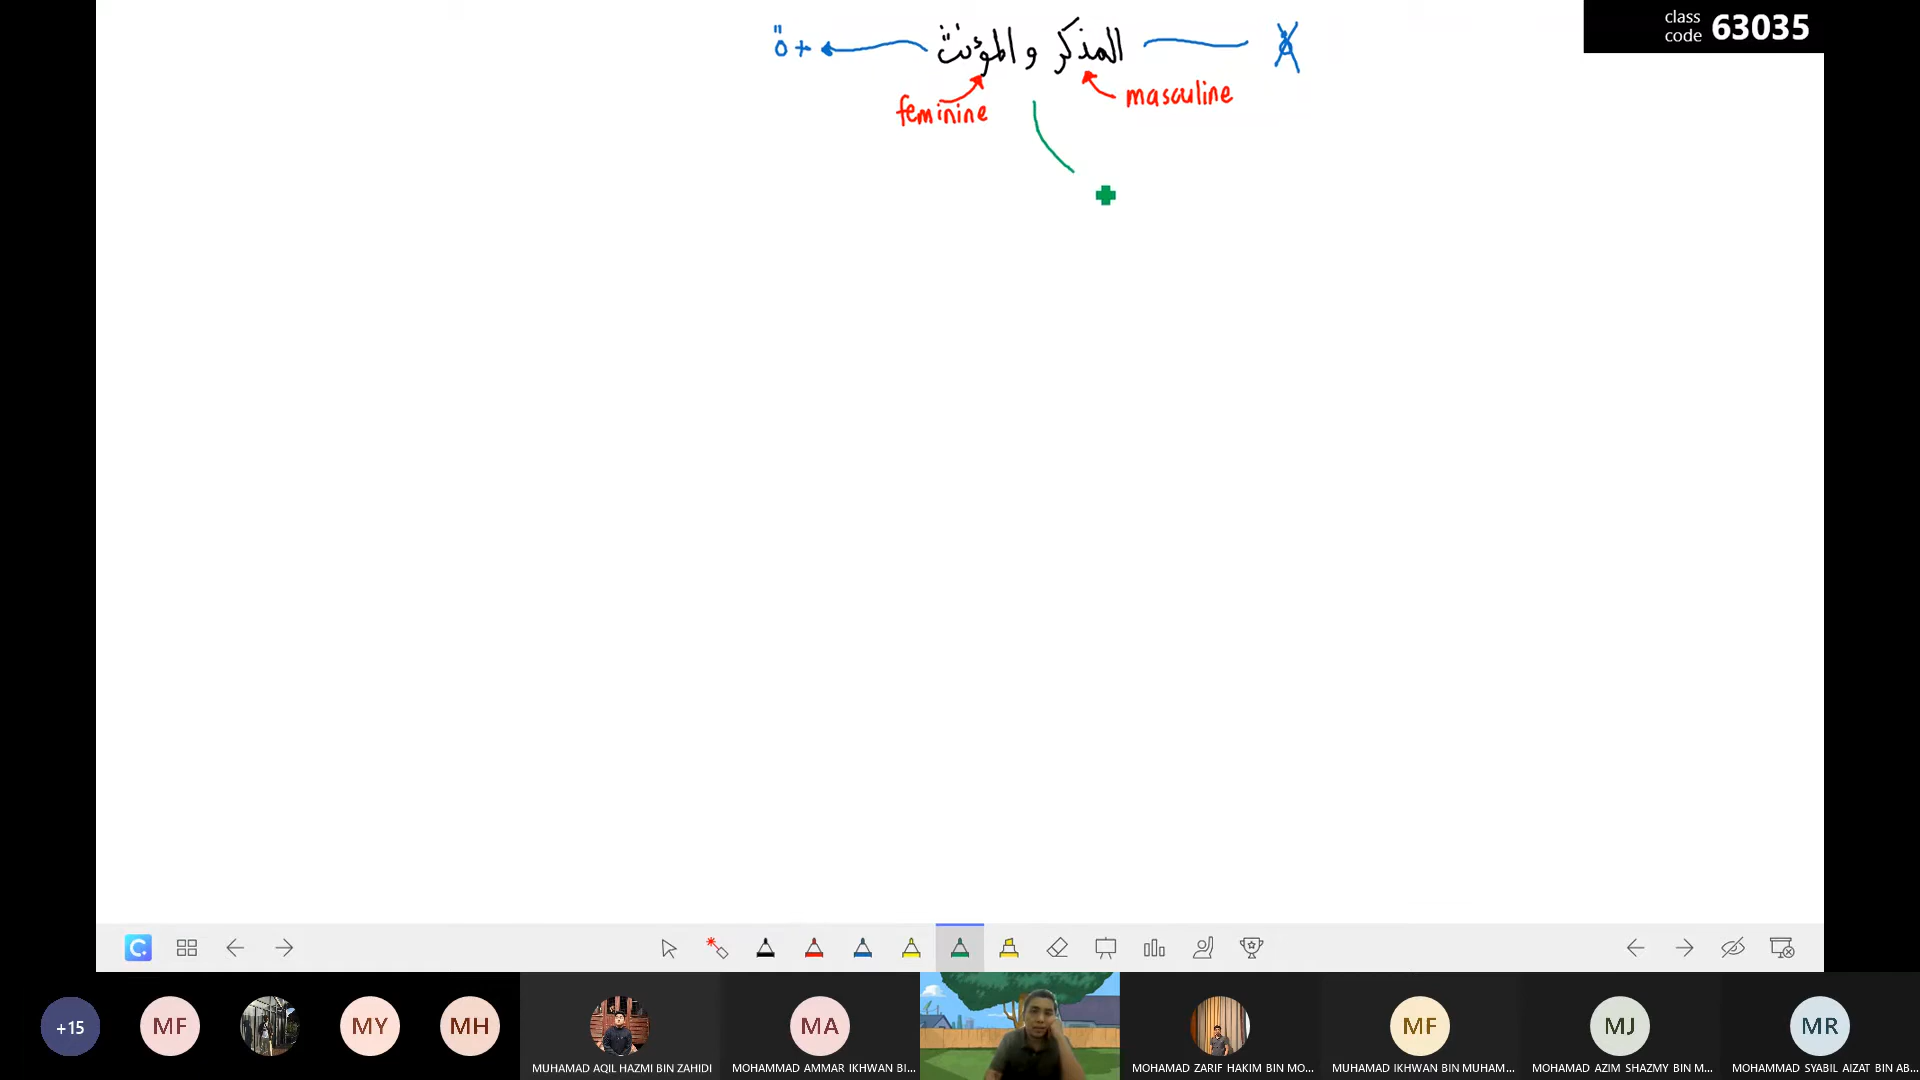 class
code 63035
المذكر و المؤنث
ة +
masculine
feminine
+15
MF
MY
MH
MA
MF
MJ
MR
MUHAMAD AQIL HAZMI BIN ZAHIDI
MOHAMMAD AMMAR IKHWAN BI...
MOHAMAD ZARIF HAKIM BIN MO...
MUHAMAD IKHWAN BIN MUHAM...
MOHAMAD AZIM SHAZMY BIN M...
MOHAMMAD SYABIL AIZAT BIN AB...